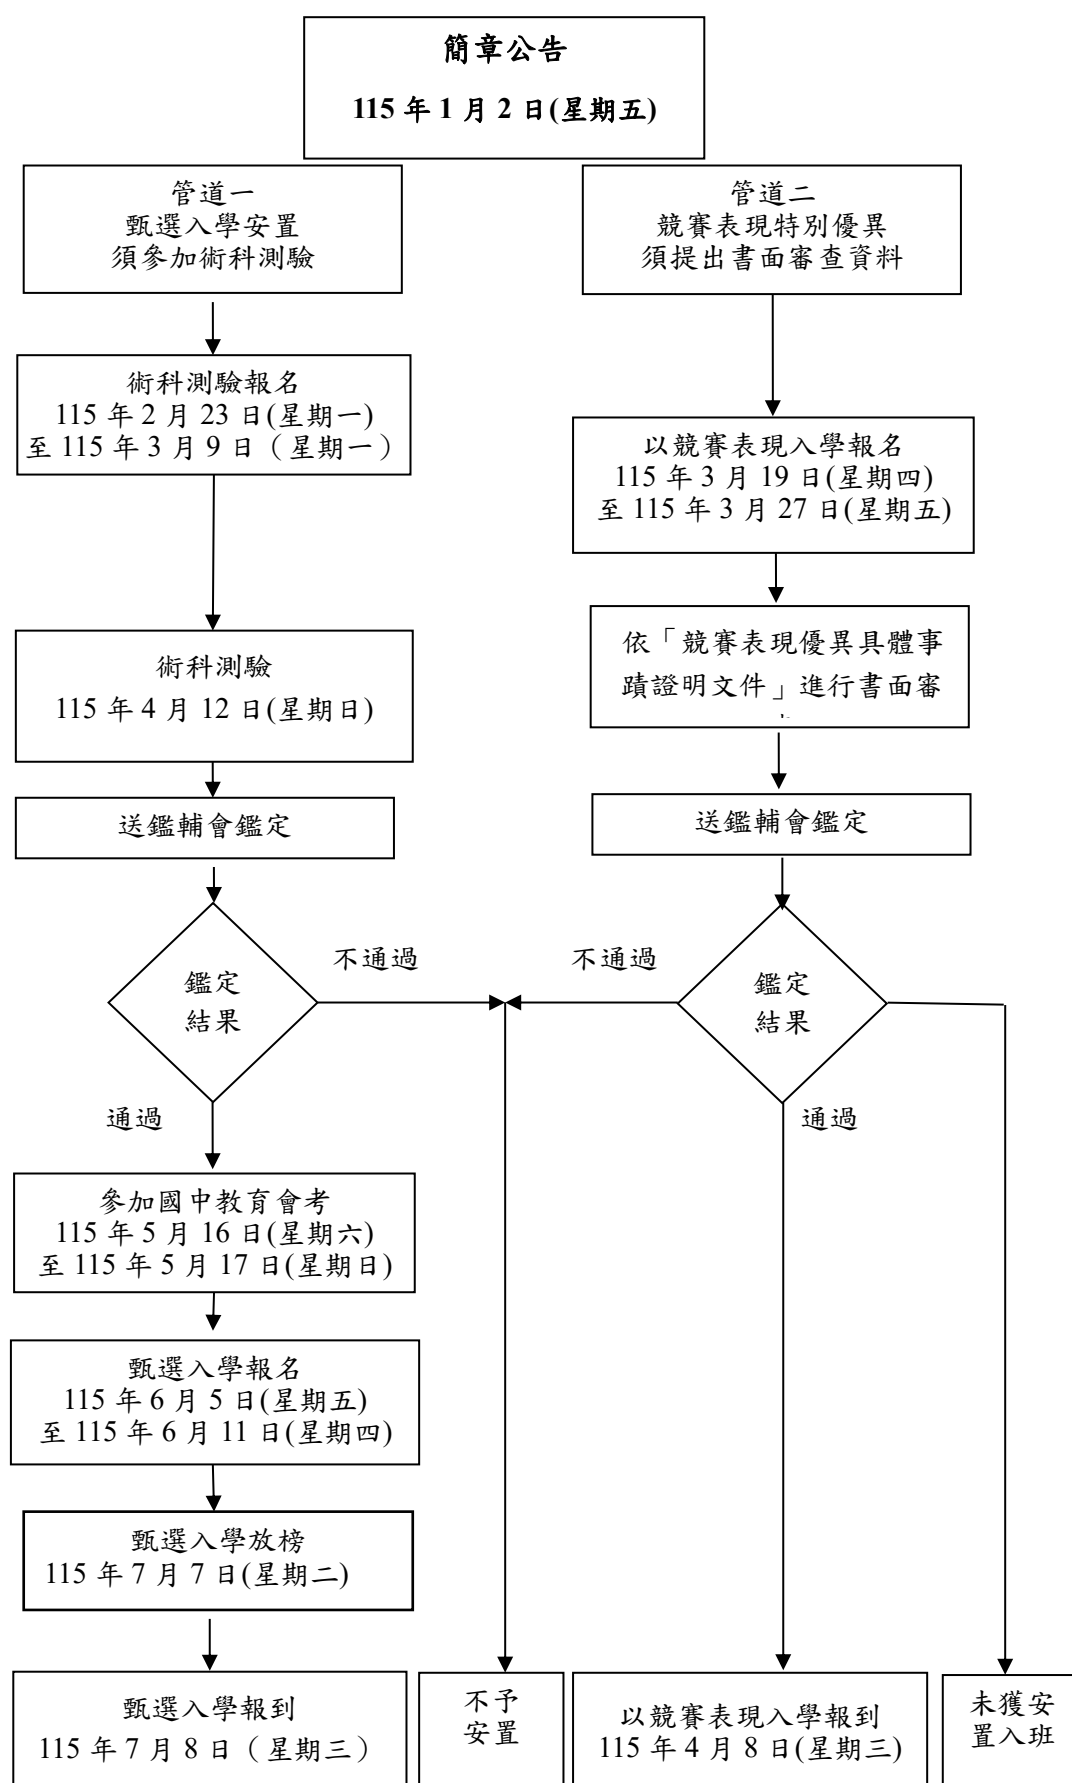 簡章公告
115 年 1 月 2 日(星期五)
管道一
甄選入學安置
須參加術科測驗
管道二
競賽表現特別優異
須提出書面審查資料
術科測驗報名
115 年 2 月 23 日(星期一)
至 115 年 3 月 9 日（星期一）
以競賽表現入學報名
115 年 3 月 19 日(星期四)
至 115 年 3 月 27 日(星期五)
術科測驗
115 年 4 月 12 日(星期日)
依「競賽表現優異具體事
蹟證明文件」進行書面審
送鑑輔會鑑定
送鑑輔會鑑定
鑑定
結果
不通過
不通過
鑑定
結果
通過
通過
參加國中教育會考
115 年 5 月 16 日(星期六)
至 115 年 5 月 17 日(星期日)
甄選入學報名
115 年 6 月 5 日(星期五)
至 115 年 6 月 11 日(星期四)
甄選入學放榜
115 年 7 月 7 日(星期二)
甄選入學報到
115 年 7 月 8 日（星期三）
不予
安置
以競賽表現入學報到
115 年 4 月 8 日(星期三)
未獲安
置入班